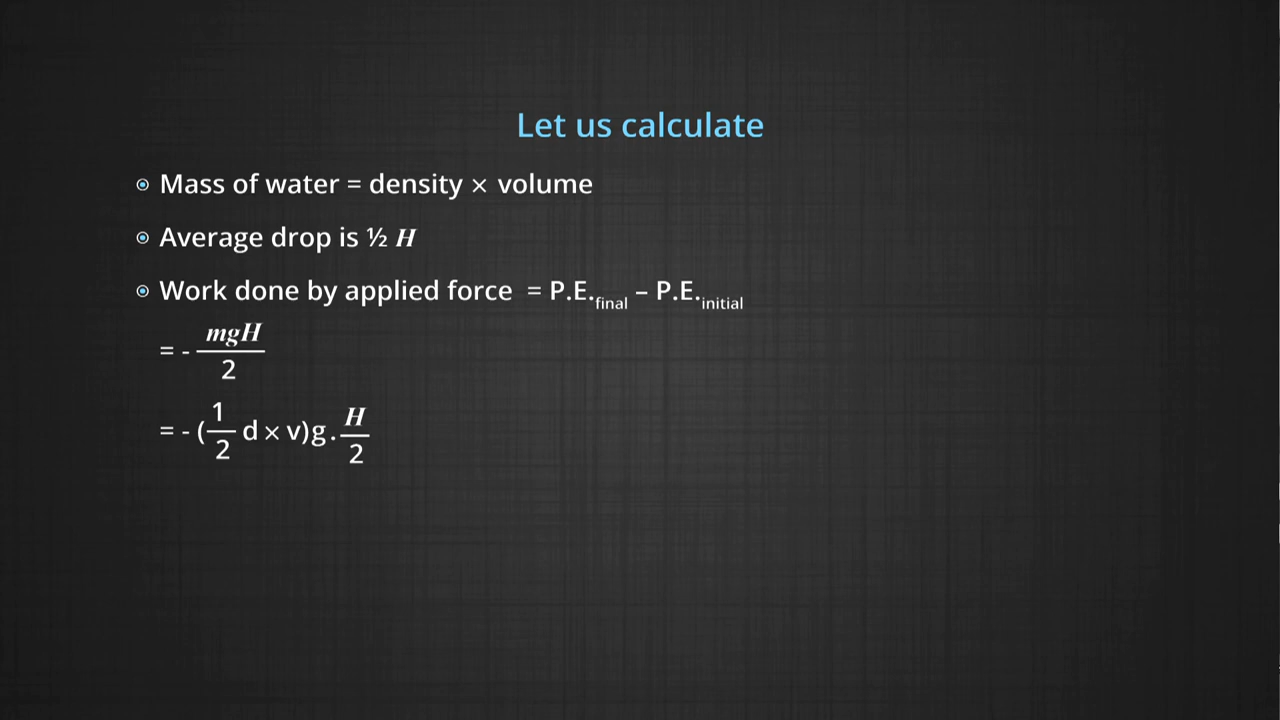 Let us calculate
Mass of water = density × volume
Average drop is ½ H
Work done by applied force = P.E.final – P.E.initial
= - mgH/2
= - (1/2 d × v)g . H/2